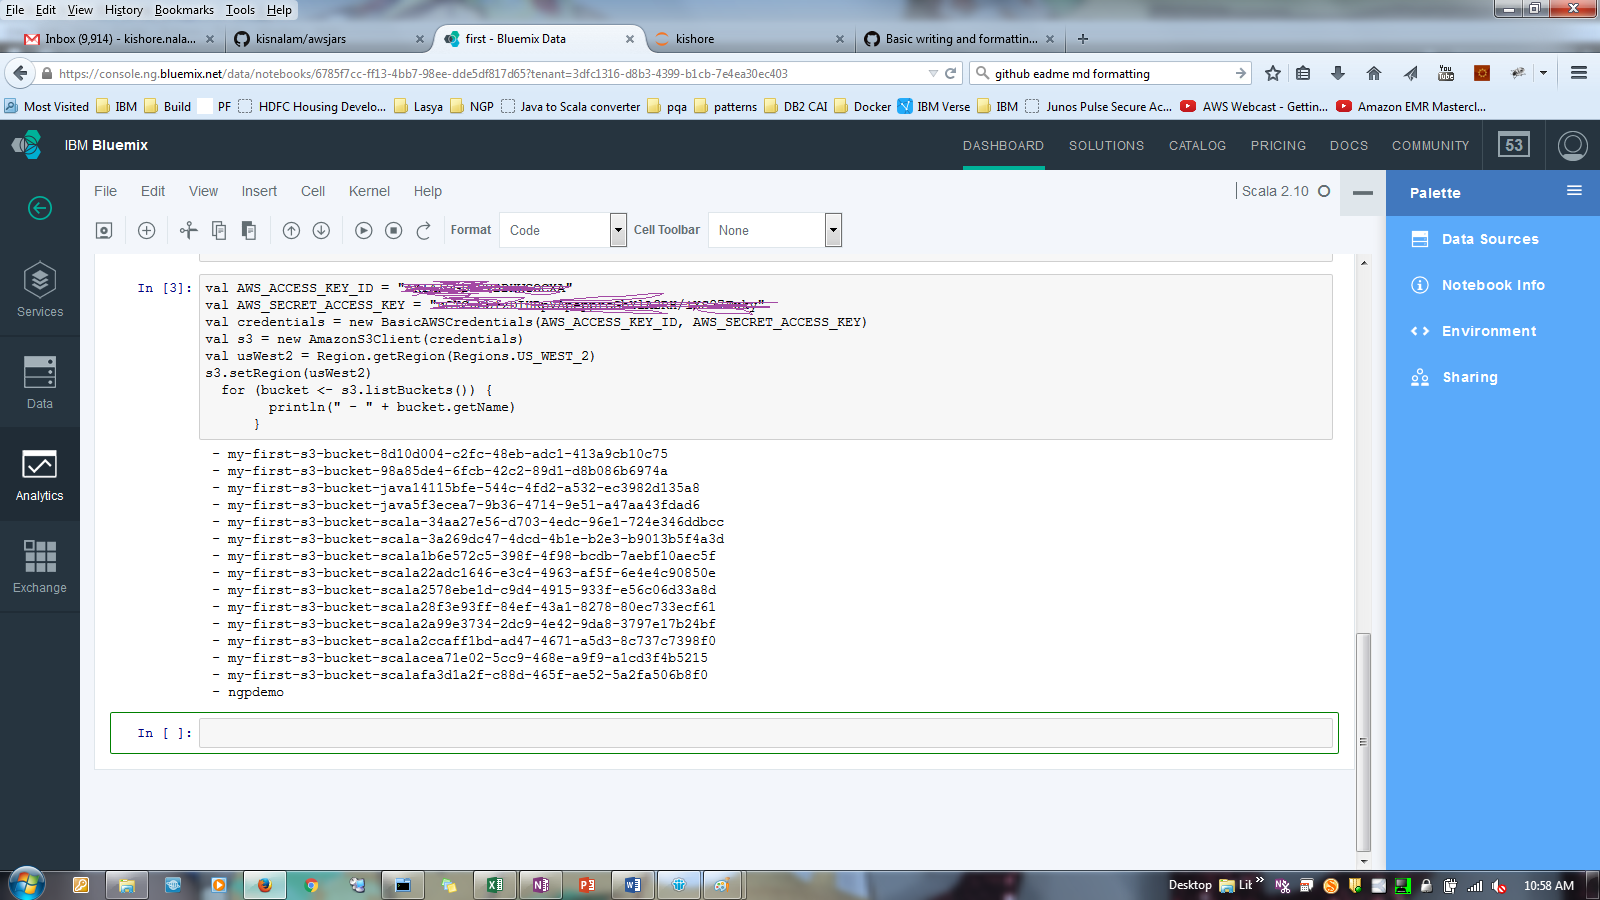 File Edit View History Bookmarks Tools Help
Inbox (9,914) - kishore.nala...
kisnalam/awsjars
first - Bluemix Data
kishore
Basic writing and formattin...
https://console.ng.bluemix.net/data/notebooks/6785f7cc-ff13-4bb7-98ee-dde5df817d65?tenant=3dfc1316-d8b3-4399-b1cb-7e4ea30ec403
github eadme md formatting
You Tube
Most Visited IBM Build PF HDFC Housing Develo... Lasya NGP Java to Scala converter pqa patterns DB2 CAI Docker IBM Verse IBM Junos Pulse Secure Ac... AWS Webcast - Gettin... Amazon EMR Mastercl...
IBM Bluemix
DASHBOARD SOLUTIONS CATALOG PRICING DOCS COMMUNITY 53
File Edit View Insert Cell Kernel Help
Scala 2.10
Format Code Cell Toolbar None
Services
Data
Analytics
Exchange
Palette
Data Sources
Notebook Info
Environment
Sharing
In [3]:
val AWS_ACCESS_KEY_ID = "
val AWS_SECRET_ACCESS_KEY = "
val credentials = new BasicAWSCredentials(AWS_ACCESS_KEY_ID, AWS_SECRET_ACCESS_KEY)
val s3 = new AmazonS3Client(credentials)
val usWest2 = Region.getRegion(Regions.US_WEST_2)
s3.setRegion(usWest2)
for (bucket <- s3.listBuckets()) {
println(" - " + bucket.getName)
}
- my-first-s3-bucket-8d10d004-c2fc-48eb-adc1-413a9cb10c75
- my-first-s3-bucket-98a85de4-6fcb-42c2-89d1-d8b086b6974a
- my-first-s3-bucket-java14115bfe-544c-4fd2-a532-ec3982d135a8
- my-first-s3-bucket-java5f3ecea7-9b36-4714-9e51-a47aa43fdad6
- my-first-s3-bucket-scala-34aa27e56-d703-4edc-96e1-724e346ddbcc
- my-first-s3-bucket-scala-3a269dc47-4dcd-4b1e-b2e3-b9013b5f4a3d
- my-first-s3-bucket-scala1b6e572c5-398f-4f98-bcdb-7aebf10aec5f
- my-first-s3-bucket-scala22adc1646-e3c4-4963-af5f-6e4e4c90850e
- my-first-s3-bucket-scala2578ebe1d-c9d4-4915-933f-e56c06d33a8d
- my-first-s3-bucket-scala28f3e93ff-84ef-43a1-8278-80ec733ecf61
- my-first-s3-bucket-scala2a99e3734-2dc9-4e42-9da8-3797e17b24bf
- my-first-s3-bucket-scala2ccaff1bd-ad47-4671-a5d3-8c737c7398f0
- my-first-s3-bucket-scalacea71e02-5cc9-468e-a9f9-a1cd3f4b5215
- my-first-s3-bucket-scalafa3d1a2f-c88d-465f-ae52-5a2fa506b8f0
- ngpdemo
In [ ]:
Desktop Lit 10:58 AM